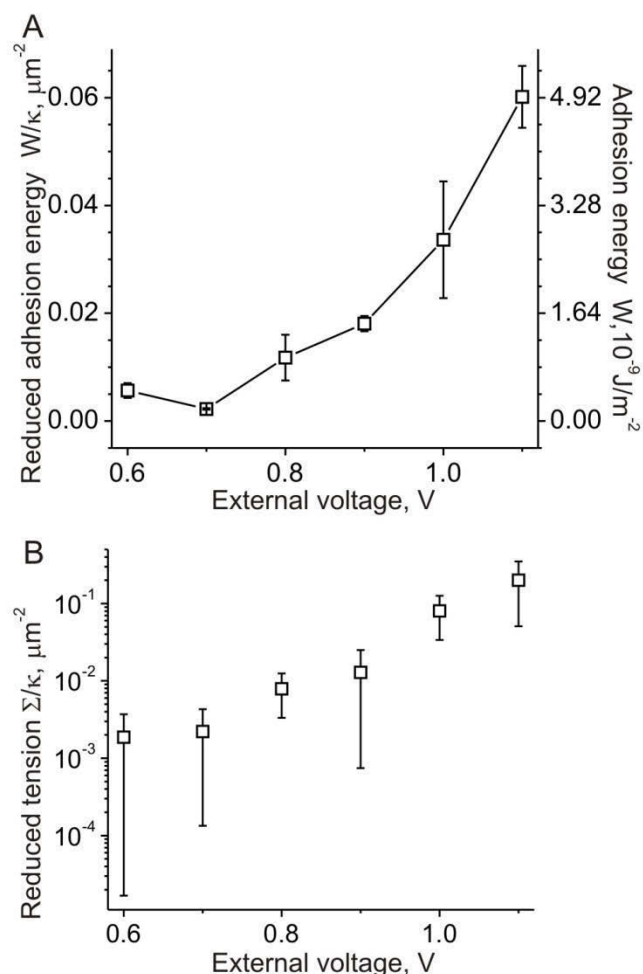 A
Reduced adhesion energy W/κ, μm⁻²
0.06
0.04
0.02
0.00
4.92
3.28
1.64
0.00
Adhesion energy W,10⁻⁹J/m⁻²
0.6
0.8
1.0
External voltage, V
B
Reduced tension Σ/κ, μm⁻²
10⁻¹
10⁻²
10⁻³
10⁻⁴
0.6
0.8
1.0
External voltage, V